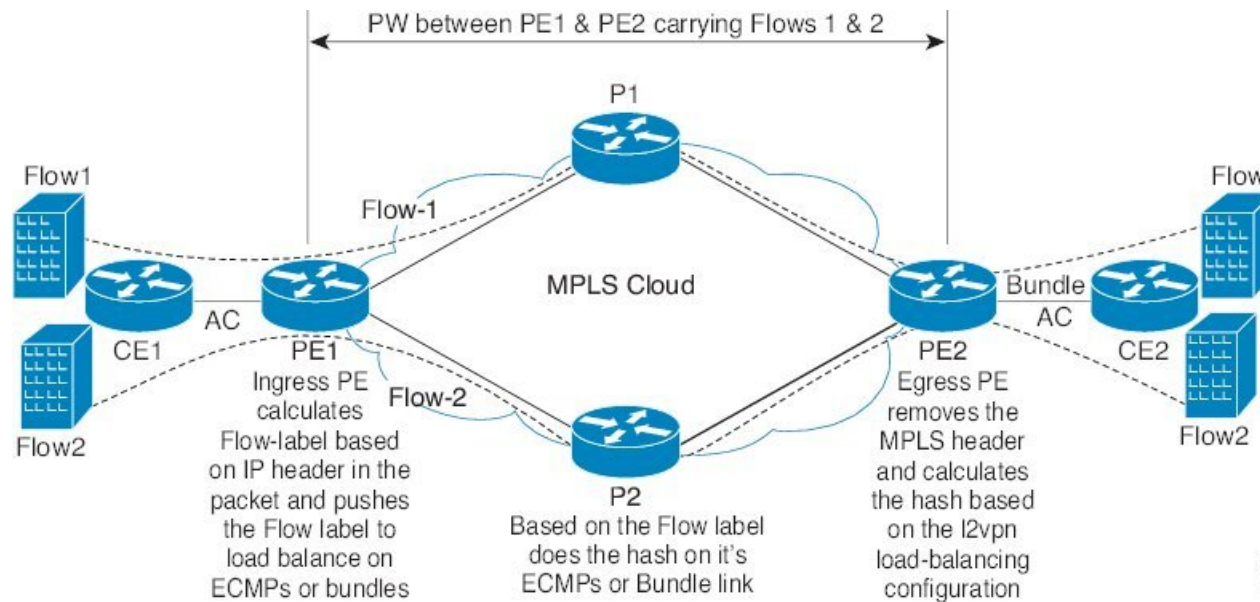 PW between PE1 & PE2 carrying Flows 1 & 2
P1
Flow1
Flow
Flow-1
MPLS Cloud
Bundle
AC
AC
CE1
PE1
PE2
CE2
Flow-2
Flow2
Flow2
Ingress PE
calculates
Flow-label based
on IP header in the
packet and pushes
the Flow label to
load balance on
ECMPs or bundles
P2
Based on the Flow label
does the hash on it's
ECMPs or Bundle link
Egress PE
removes the
MPLS header
and calculates
the hash based
on the l2vpn
load-balancing
configuration